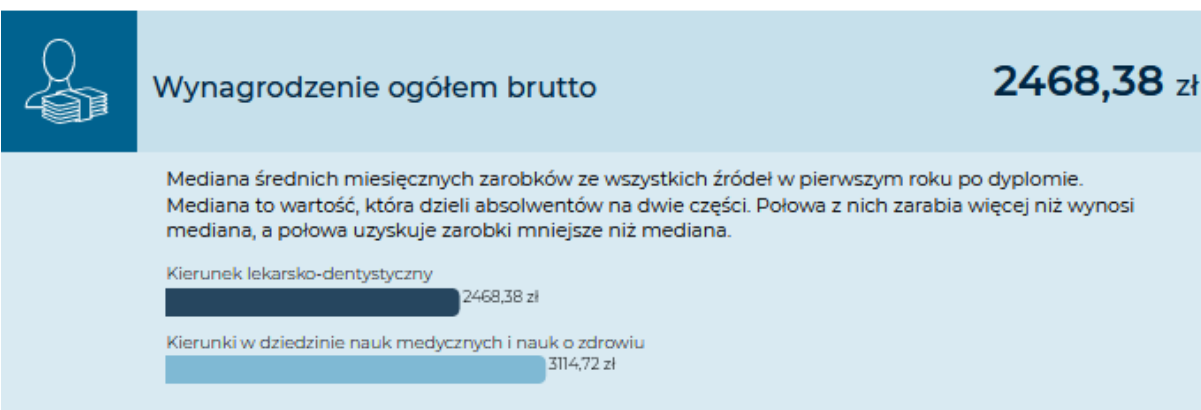 Wynagrodzenie ogółem brutto
2468,38 zł
Mediana średnich miesięcznych zarobków ze wszystkich źródeł w pierwszym roku po dyplomie.
Mediana to wartość, która dzieli absolwentów na dwie części. Połowa z nich zarabia więcej niż wynosi
mediana, a połowa uzyskuje zarobki mniejsze niż mediana.
Kierunek lekarsko-dentystyczny
2468,38 zł
Kierunki w dziedzinie nauk medycznych i nauk o zdrowiu
3114,72 zł